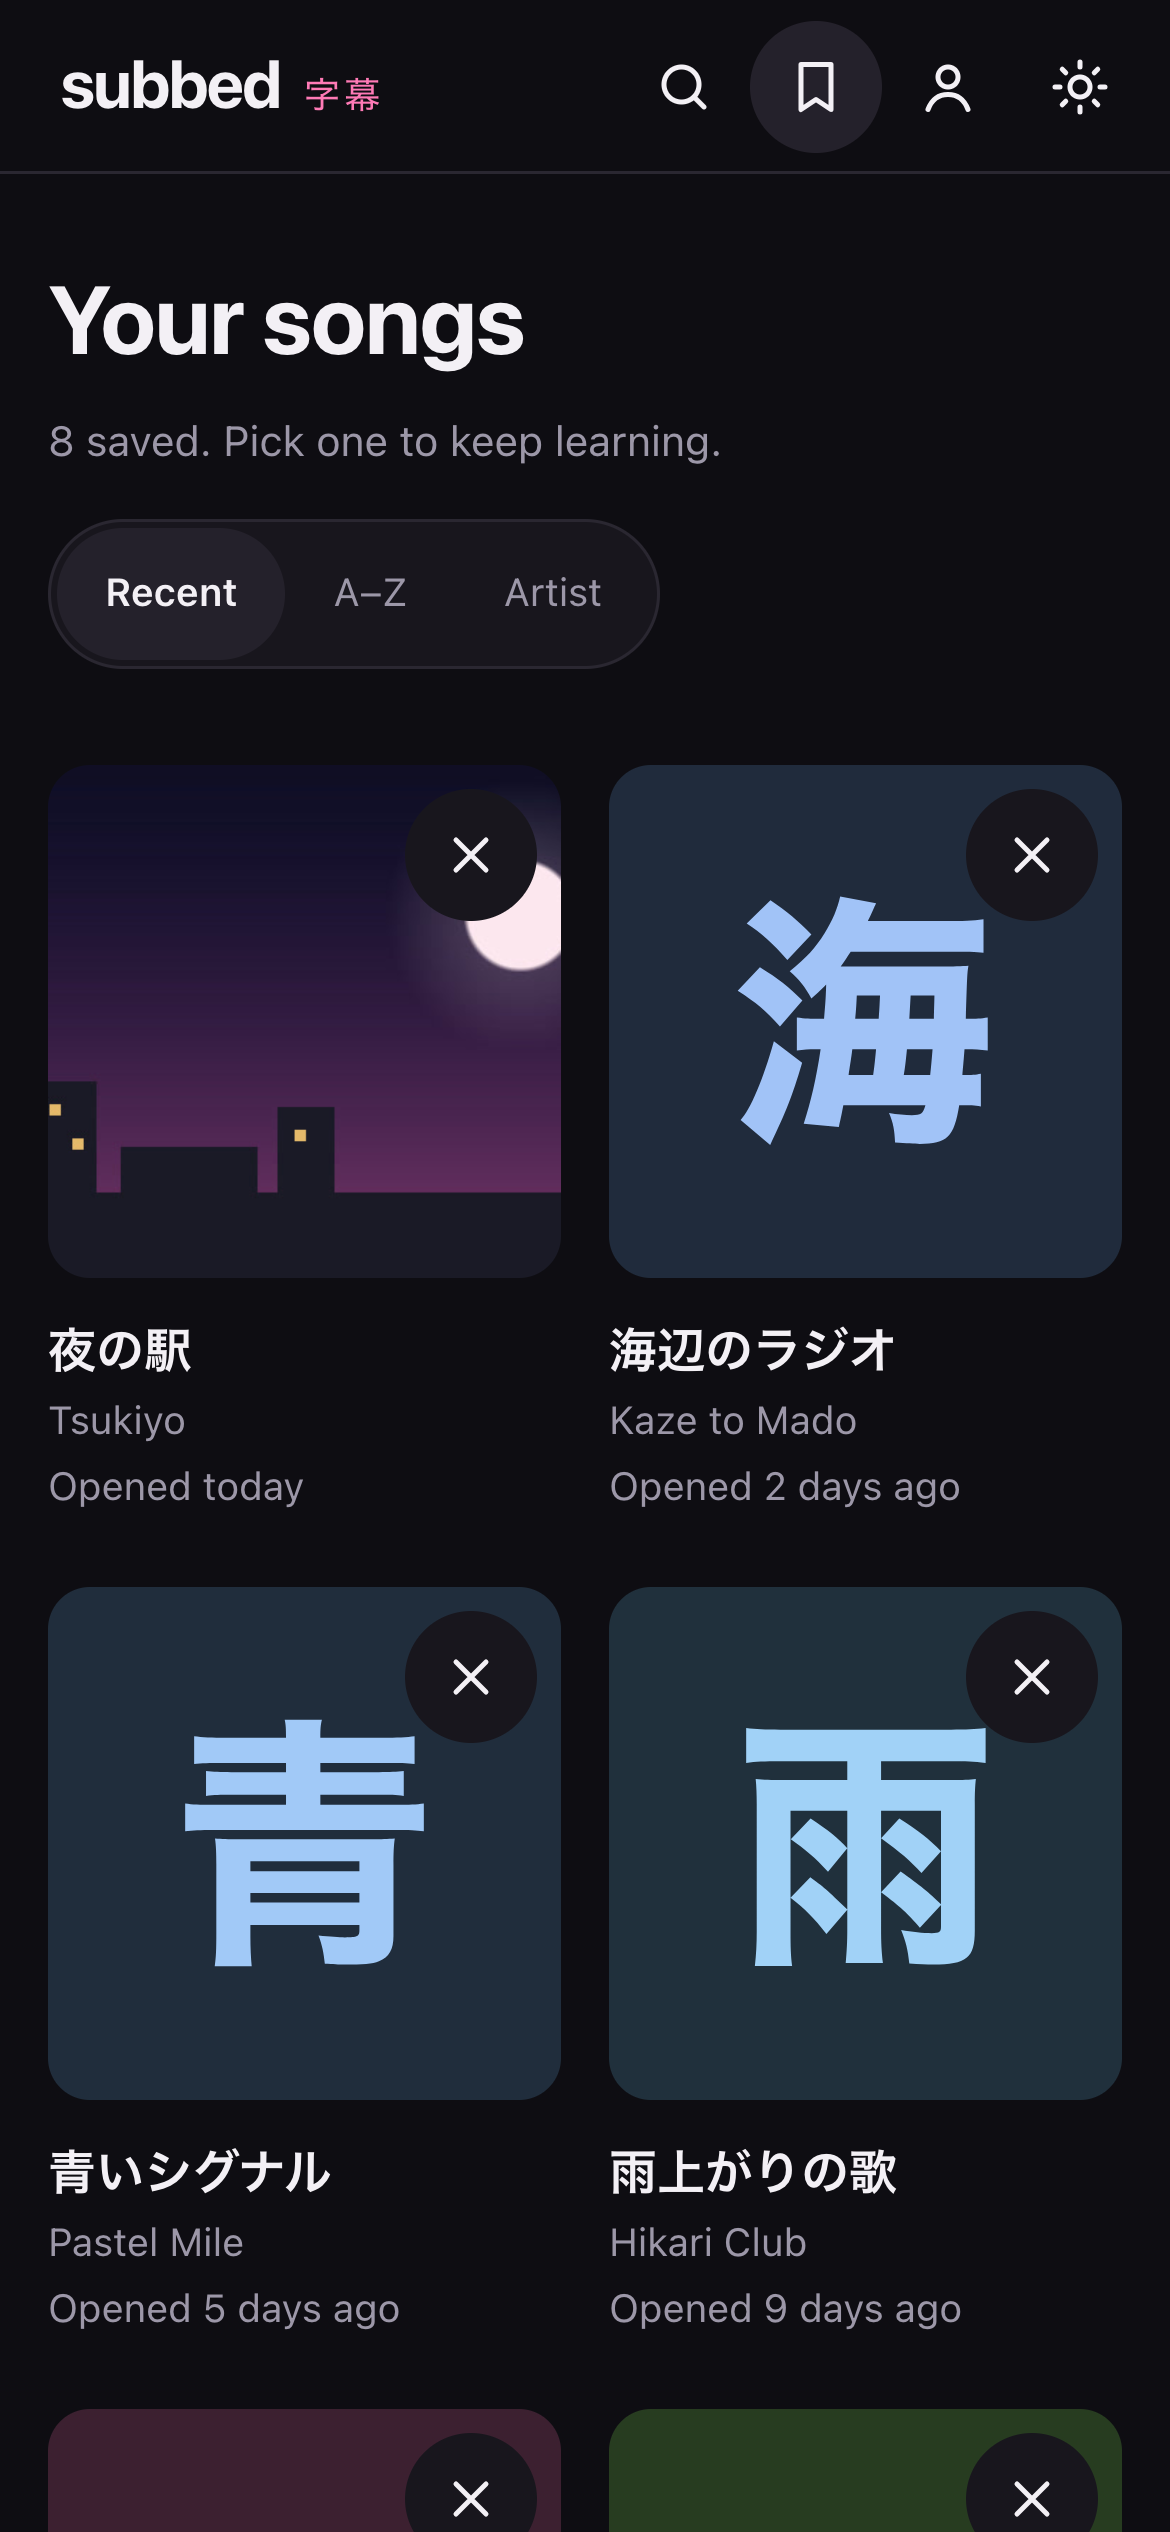 subbed 字幕
Your songs
8 saved. Pick one to keep learning.
Recent A–Z Artist
海
夜の駅
Tsukiyo
Opened today
海辺のラジオ
Kaze to Mado
Opened 2 days ago
青
雨
青いシグナル
Pastel Mile
Opened 5 days ago
雨上がりの歌
Hikari Club
Opened 9 days ago